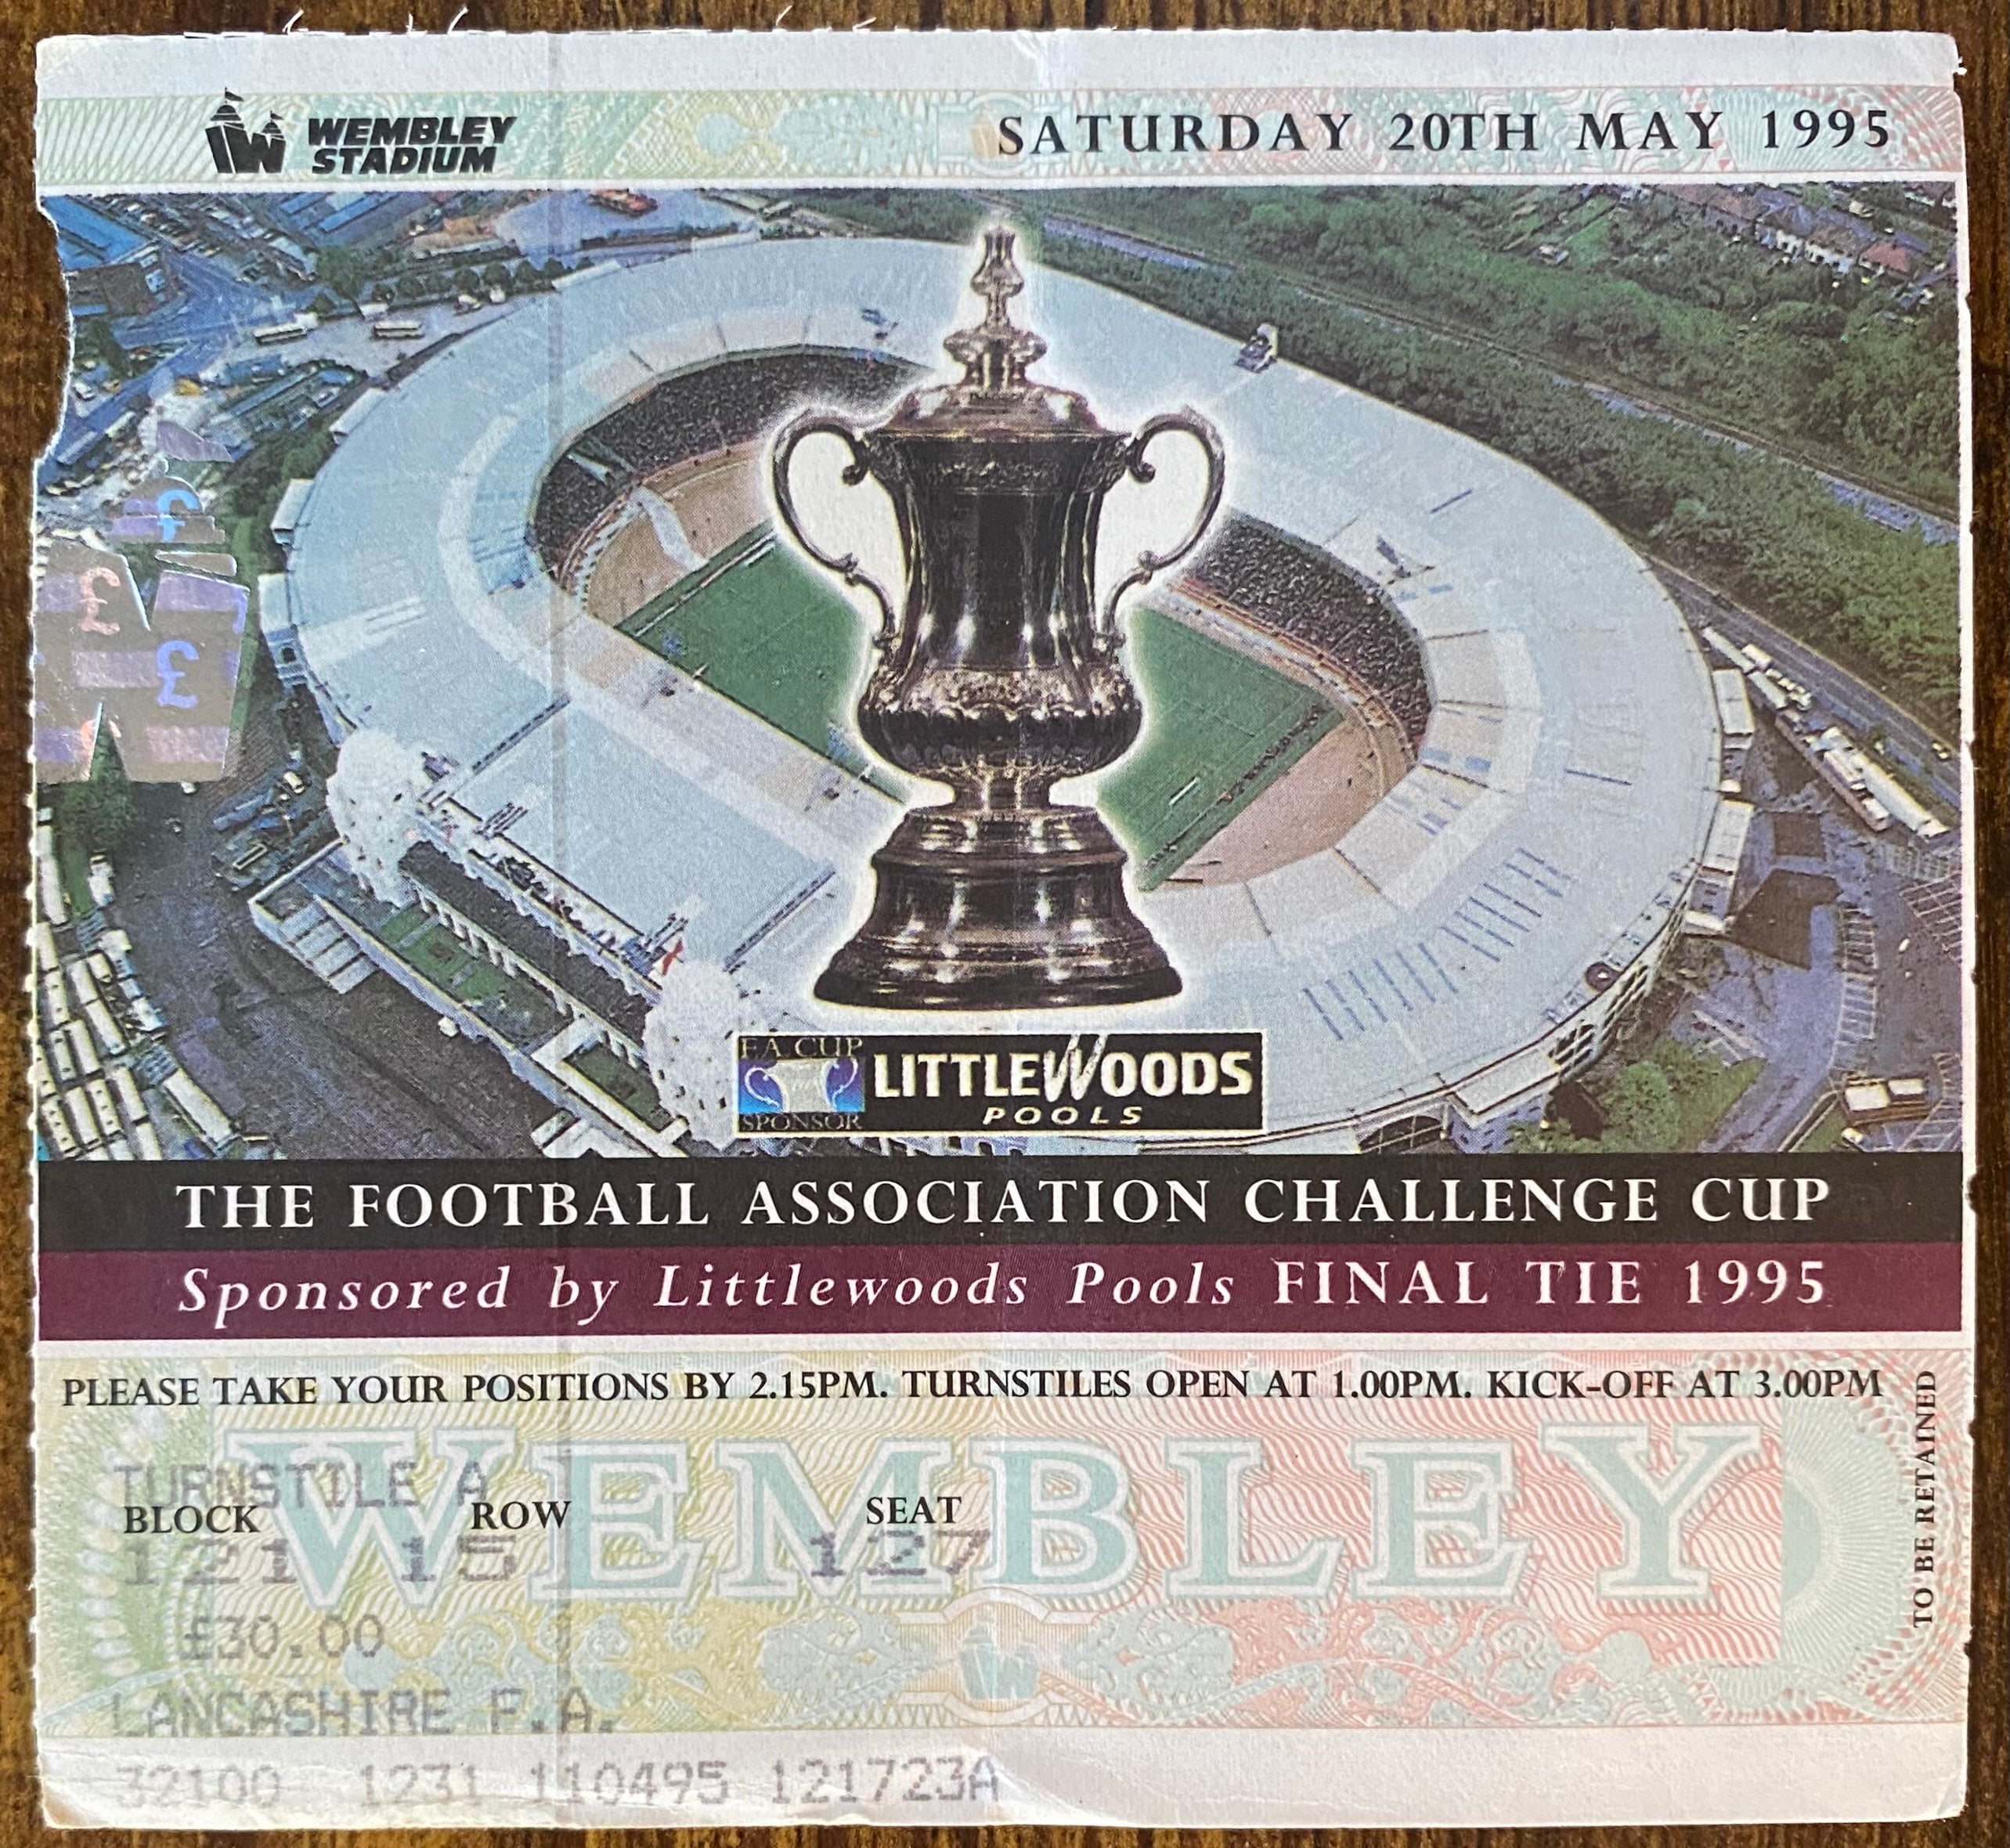 WEMBLEY
STADIUM
SATURDAY 20TH MAY 1995
£
£
£
F.A. CUP
SPONSOR
LITTLEWOODS
POOLS
THE FOOTBALL ASSOCIATION CHALLENGE CUP
Sponsored by Littlewoods Pools FINAL TIE 1995
PLEASE TAKE YOUR POSITIONS BY 2.15PM. TURNSTILES OPEN AT 1.00PM. KICK-OFF AT 3.00PM
TO BE RETAINED
WEMBLEY
TURNSTILE A
BLOCK ROW SEAT
121 15 127
£30.00
LANCASHIRE F.A.
32100 1231 110495 121723A